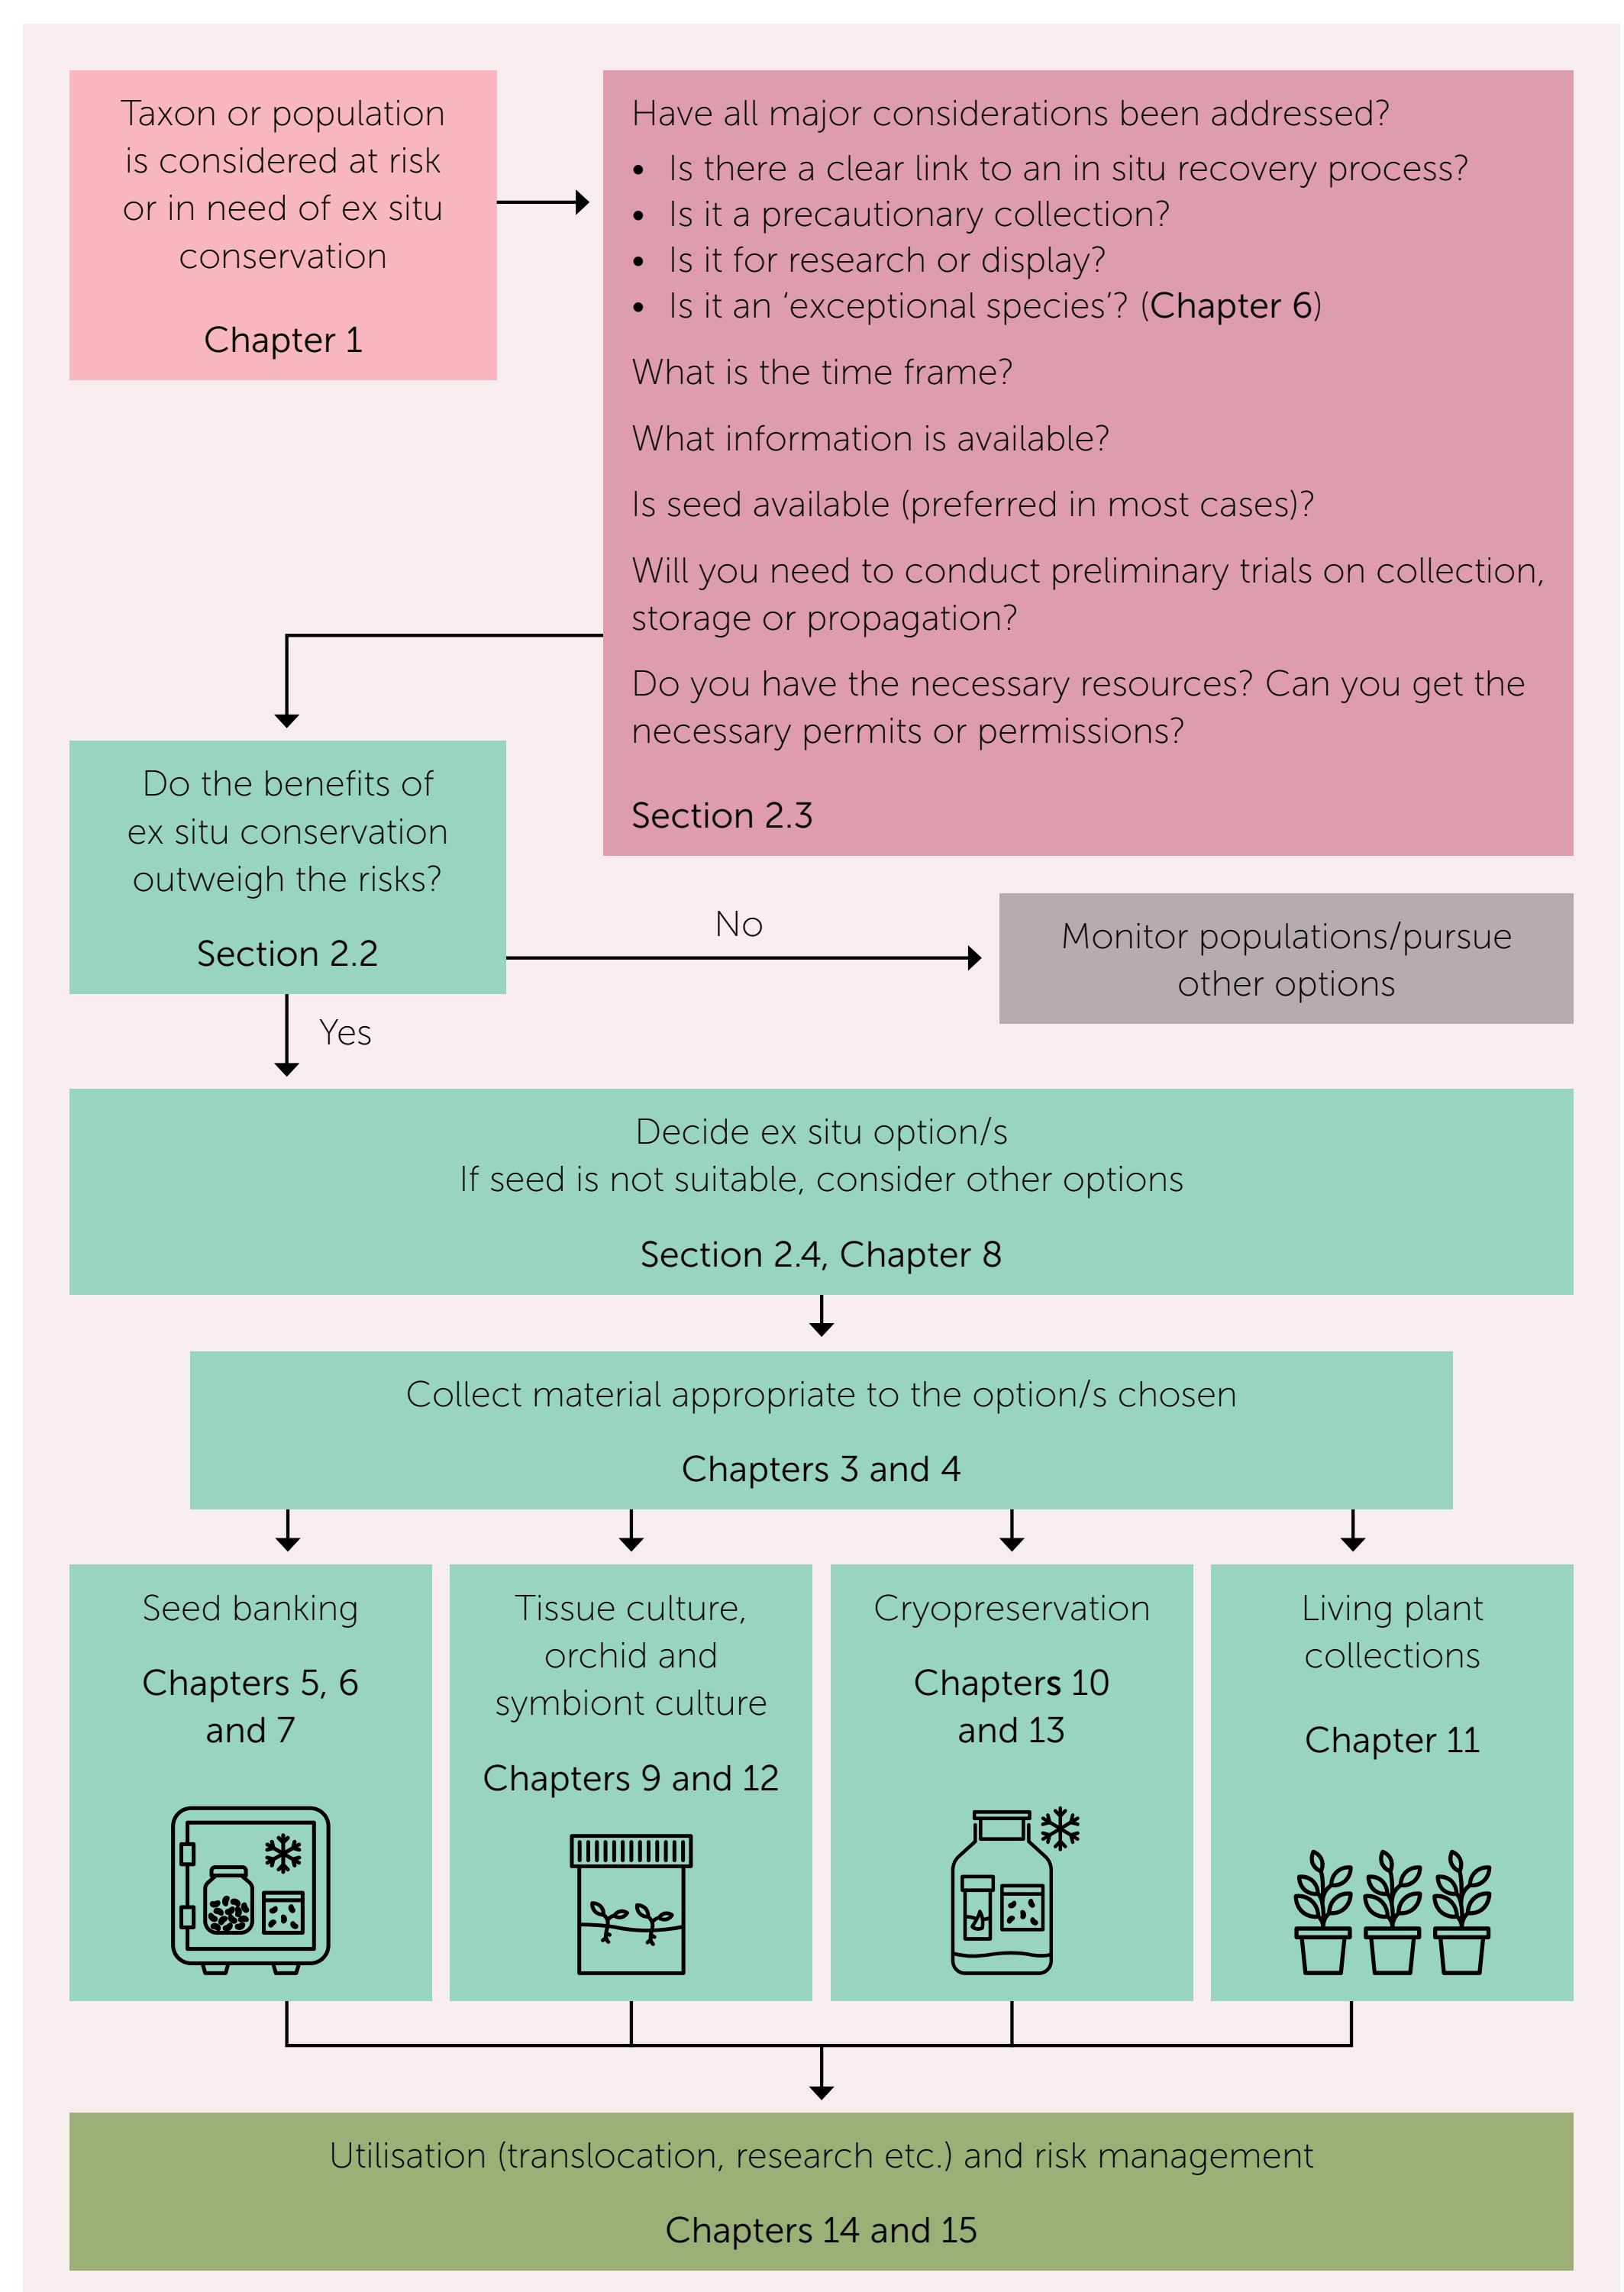 Taxon or population
is considered at risk
or in need of ex situ
conservation
Chapter 1
Have all major considerations been addressed?
• Is there a clear link to an in situ recovery process?
• Is it a precautionary collection?
• Is it for research or display?
• Is it an ‘exceptional species’? (Chapter 6)
What is the time frame?
What information is available?
Is seed available (preferred in most cases)?
Will you need to conduct preliminary trials on collection,
storage or propagation?
Do you have the necessary resources? Can you get the
necessary permits or permissions?
Section 2.3
Do the benefits of
ex situ conservation
outweigh the risks?
Section 2.2
No
Monitor populations/pursue
other options
Yes
Decide ex situ option/s
If seed is not suitable, consider other options
Section 2.4, Chapter 8
Collect material appropriate to the option/s chosen
Chapters 3 and 4
Seed banking
Chapters 5, 6
and 7
Tissue culture,
orchid and
symbiont culture
Chapters 9 and 12
Cryopreservation
Chapters 10
and 13
Living plant
collections
Chapter 11
Utilisation (translocation, research etc.) and risk management
Chapters 14 and 15